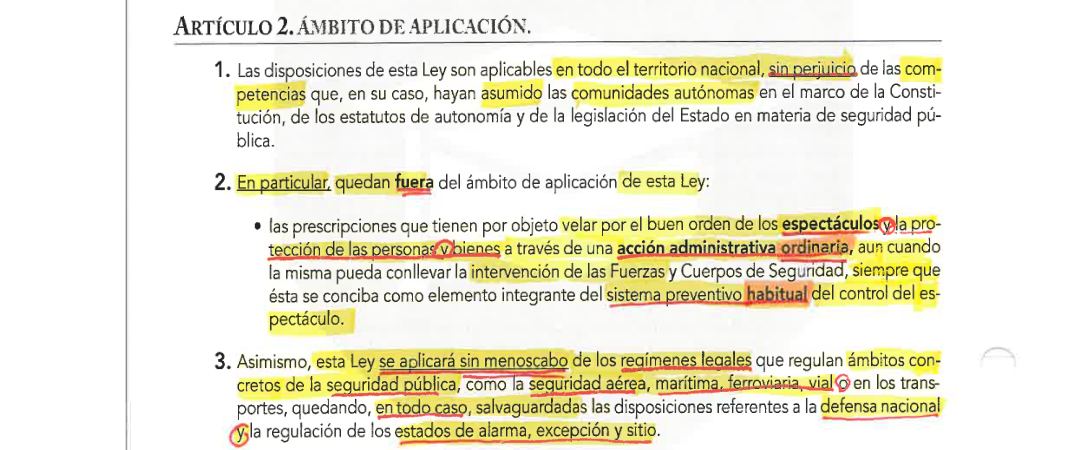 ARTÍCULO 2. ÁMBITO DE APLICACIÓN.
1. Las disposiciones de esta Ley son aplicables en todo el territorio nacional, sin perjuicio de las com-
petencias que, en su caso, hayan asumido las comunidades autónomas en el marco de la Consti-
tución, de los estatutos de autonomía y de la legislación del Estado en materia de seguridad pú-
blica.
2. En particular, quedan fuera del ámbito de aplicación de esta Ley:
• las prescripciones que tienen por objeto velar por el buen orden de los espectáculos y la pro-
tección de las personas y bienes a través de una acción administrativa ordinaria, aun cuando
la misma pueda conllevar la intervención de las Fuerzas y Cuerpos de Seguridad, siempre que
ésta se conciba como elemento integrante del sistema preventivo habitual del control del es-
pectáculo.
3. Asimismo, esta Ley se aplicará sin menoscabo de los regímenes legales que regulan ámbitos con-
cretos de la seguridad pública, como la seguridad aérea, marítima, ferroviaria, vial o en los trans-
portes, quedando, en todo caso, salvaguardadas las disposiciones referentes a la defensa nacional
y la regulación de los estados de alarma, excepción y sitio.